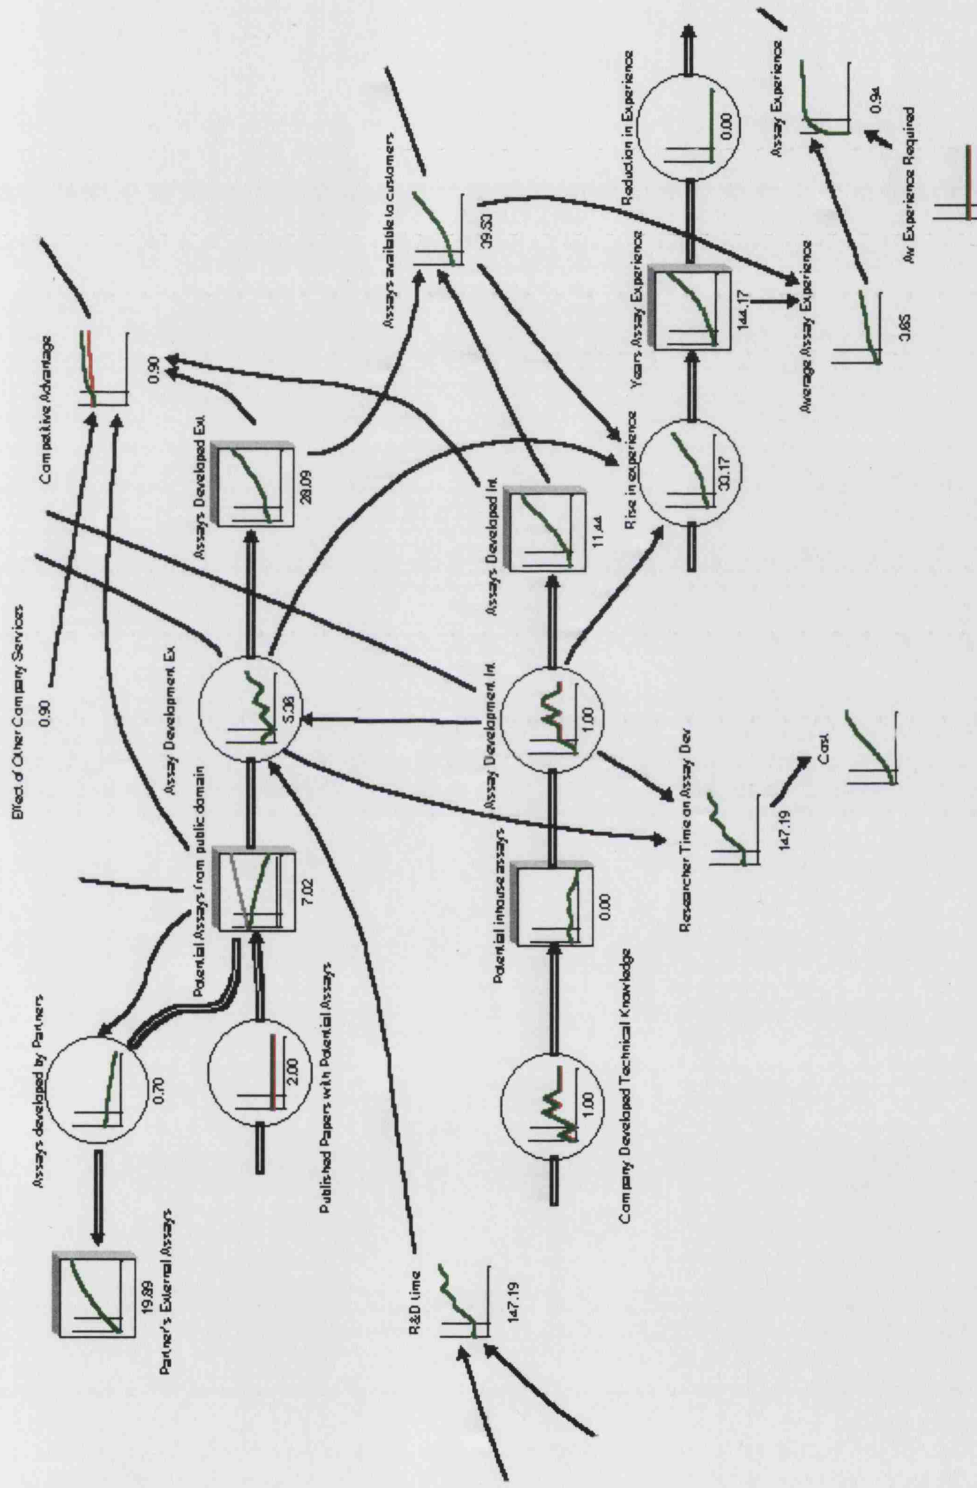 Effect of Other Company Services
0.90
Competitive Advantage
0.90
Assays developed by Partners
0.70
Partner's External Assays
19.89
Potential Assays from public domain
7.02
Assay Development Ex
Assays Developed Ext
28.09
2.00
Published Papers with Potential Assays
Assays available to customers
39.53
R&D time
147.19
Potential inhouse assays
0.00
Assay Development Int
1.00
Assays Developed Int
11.44
1.00
Company Developed Technical Knowledge
Rise in experience
Years Assay Experience
144.17
Reduction in Experience
0.00
Researcher Time on Assay Dev
147.19
Cost
Average Assay Experience
3.65
Assay Experience
0.94
Av Experience Required